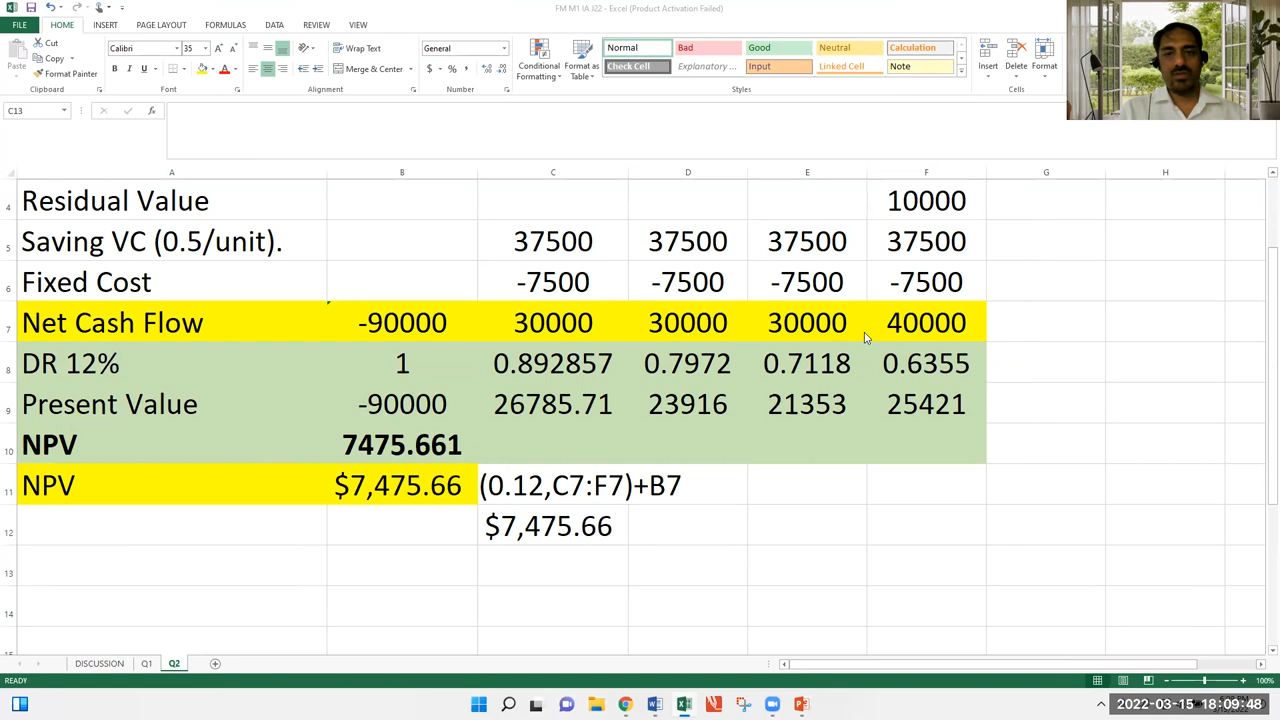 FM M1 IA J22 - Excel (Product Activation Failed)
FILE HOME INSERT PAGE LAYOUT FORMULAS DATA REVIEW VIEW
Paste Cut Copy Format Painter Clipboard
Calibri 35 B I U Font
Wrap Text Merge & Center Alignment
General $ % , Number
Conditional Formatting Format as Table
Normal Bad Good Neutral Calculation
Check Cell Explanatory ... Input Linked Cell Note
Styles
Insert Delete Format Cells
C13 fx
A B C D E F G H
4 Residual Value 10000
5 Saving VC (0.5/unit). 37500 37500 37500 37500
6 Fixed Cost -7500 -7500 -7500 -7500
7 Net Cash Flow -90000 30000 30000 30000 40000
8 DR 12% 1 0.892857 0.7972 0.7118 0.6355
9 Present Value -90000 26785.71 23916 21353 25421
10 NPV 7475.661
11 NPV $7,475.66 (0.12,C7:F7)+B7
12 $7,475.66
13
14
DISCUSSION Q1 Q2
READY 100%
2022-03-15 18:09:48